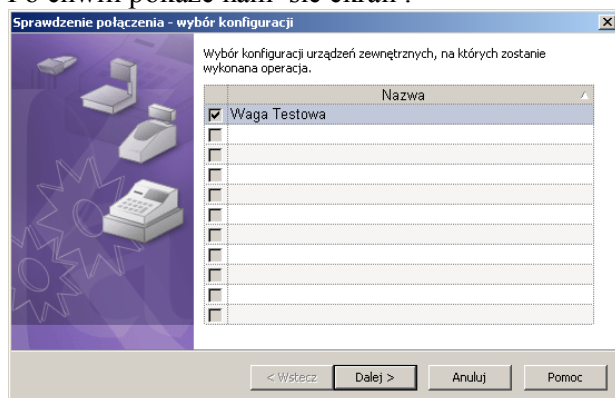 Po chwili pokaże nam się ekran :
Sprawdzenie połączenia - wybór konfiguracji
Wybór konfiguracji urządzeń zewnętrznych, na których zostanie
wykonana operacja.
Nazwa
Waga Testowa
< Wstecz
Dalej >
Anuluj
Pomoc